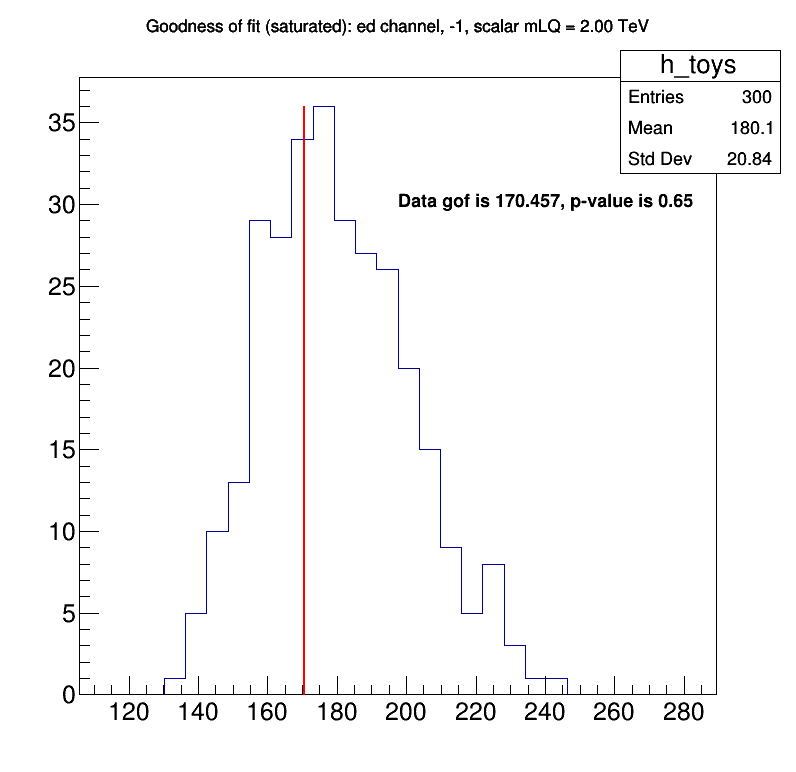 Goodness of fit (saturated): ed channel, -1, scalar mLQ = 2.00 TeV
h_toys
Entries 300
Mean 180.1
Std Dev 20.84
Data gof is 170.457, p-value is 0.65
35
30
25
20
15
10
5
0
120 140 160 180 200 220 240 260 280